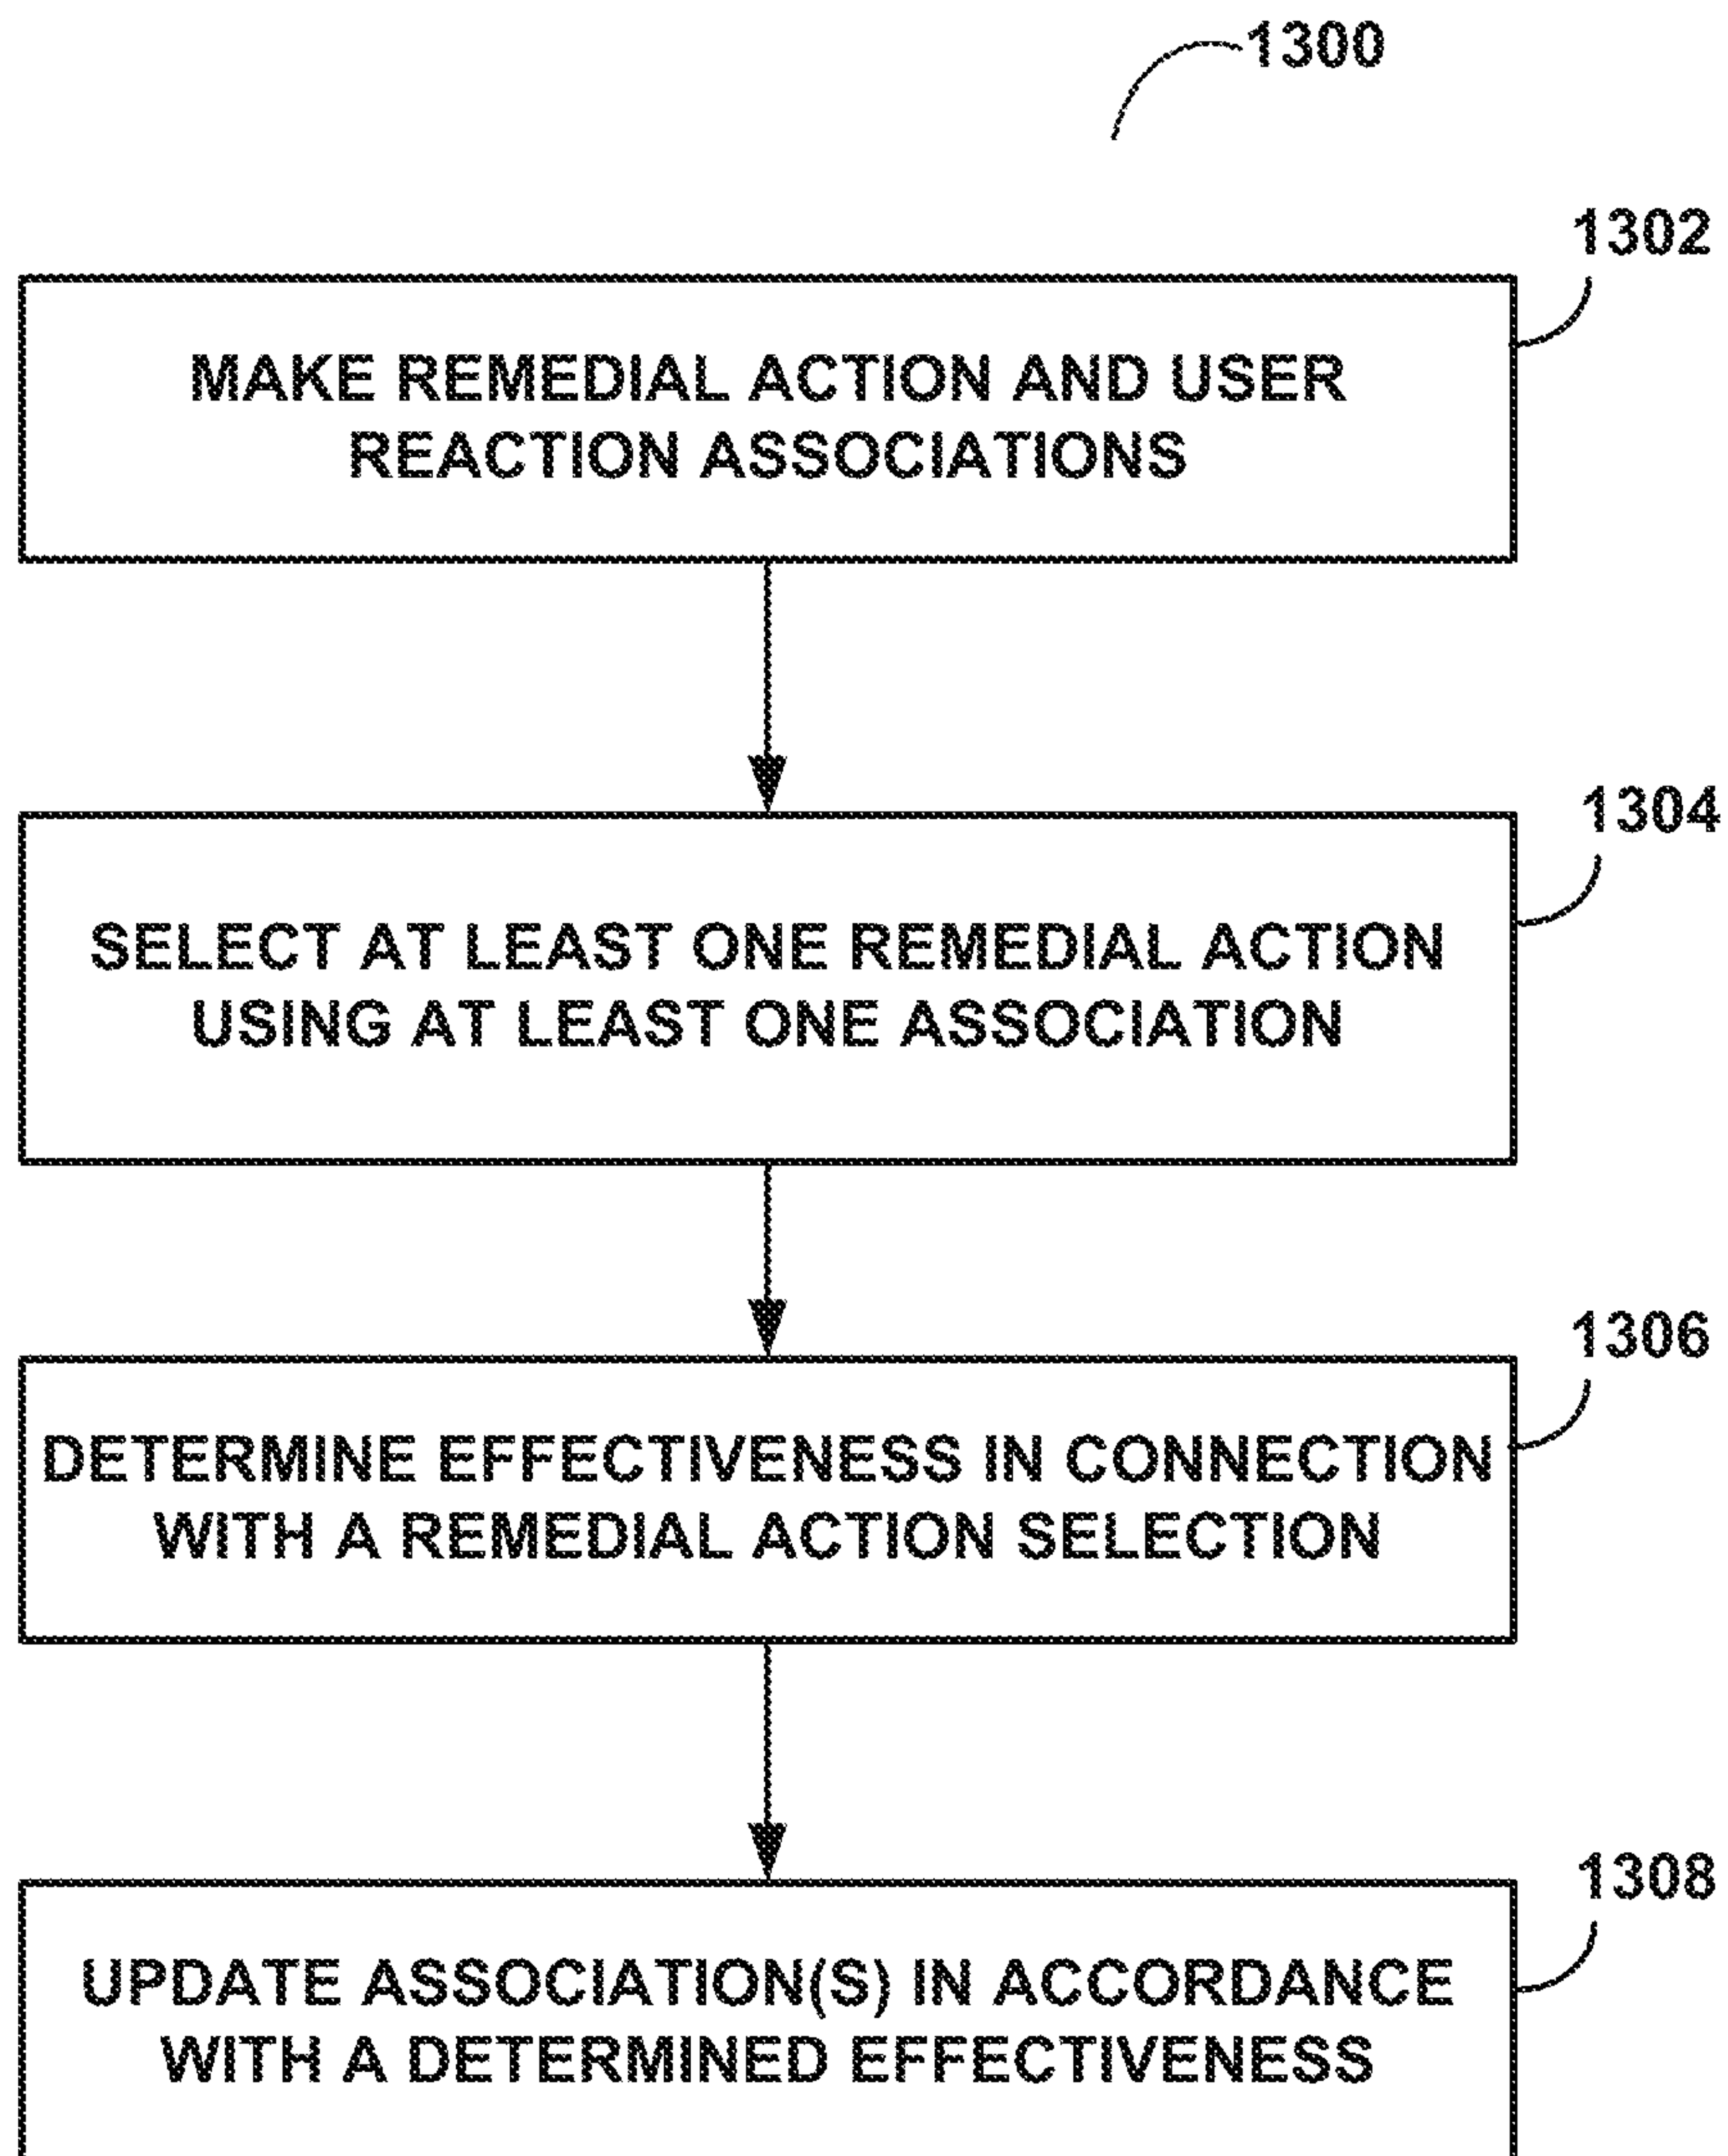 1300
1302
MAKE REMEDIAL ACTION AND USER
REACTION ASSOCIATIONS
1304
SELECT AT LEAST ONE REMEDIAL ACTION
USING AT LEAST ONE ASSOCIATION
1306
DETERMINE EFFECTIVENESS IN CONNECTION
WITH A REMEDIAL ACTION SELECTION
1308
UPDATE ASSOCIATION(S) IN ACCORDANCE
WITH A DETERMINED EFFECTIVENESS